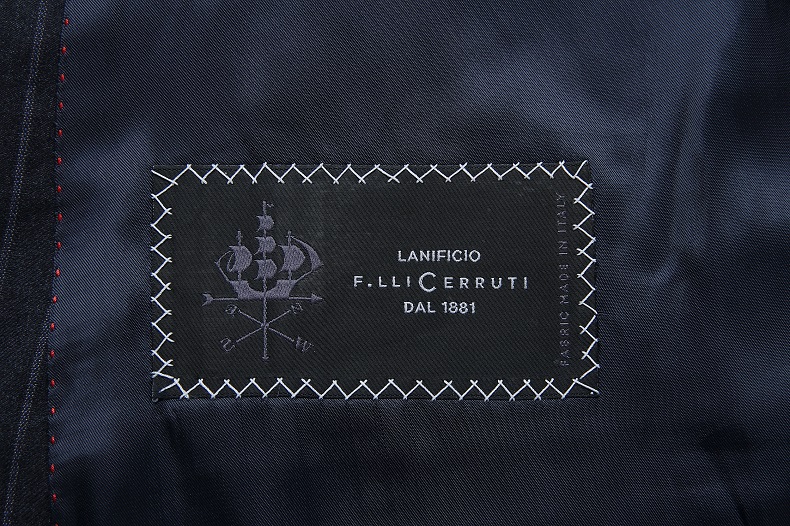 LANIFICIO
F.LLI CERRUTI
DAL 1881
FABRIC MADE IN ITALY
N
E
S
W